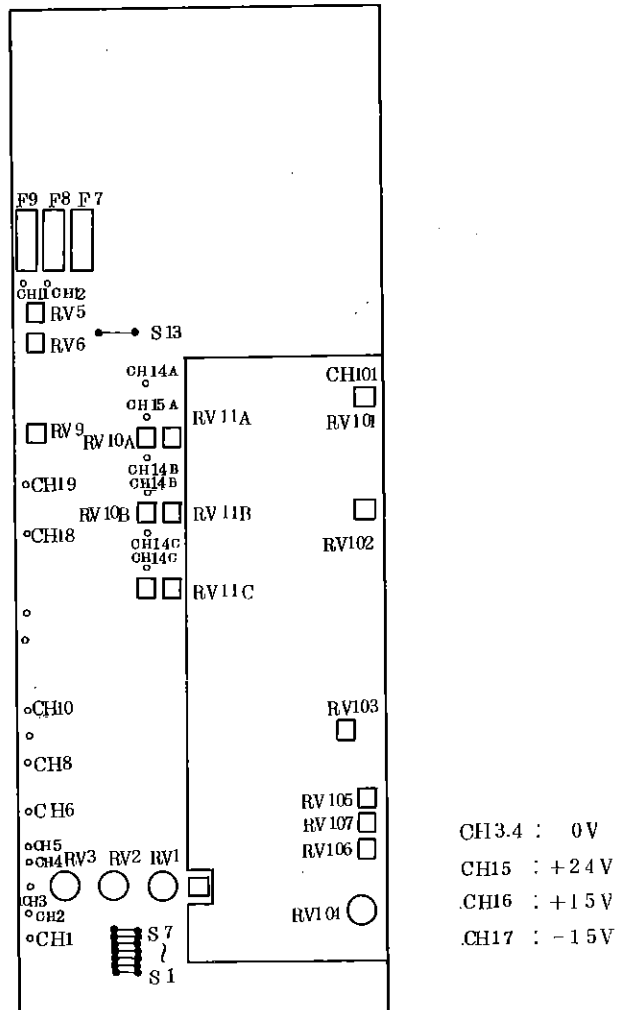 F9 F8 F7
CH11 CH12
RV5
RV6
S13
CH14A
CH101
CH15A
RV11A
RV101
RV9
RV10A
CH14B
CH19
CH14B
RV10B
RV11B
CH18
CH14C
RV102
CH14C
RV11C
CH10
RV103
CH8
RV105
CH6
RV107
CH5
RV106
CH4
RV3 RV2 RV1
CH3
CH2
RV104
CH1
S7
~
S1
CH3.4 : 0V
CH15 : +24V
.CH16 : +15V
.CH17 : -15V